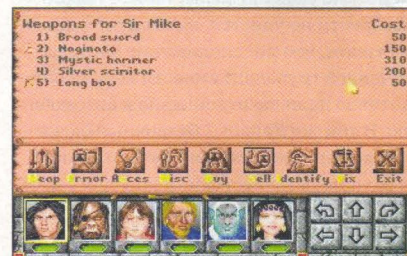 Weapons for Sir Mike Cost
1) Broad sword 50
2) Naginata 150
3) Mystic hammer 310
4) Silver scimitar 200
5) Long bow 50
Weap Armor Acces Misc Buy Sell Identify Fix Exit